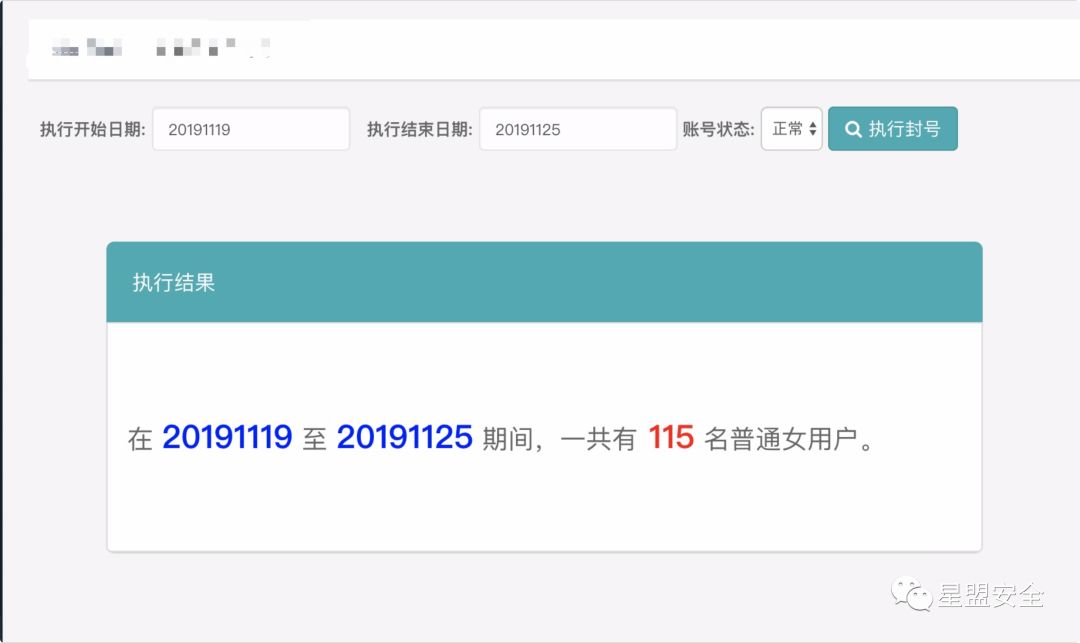 执行开始日期: 20191119 执行结束日期: 20191125 账号状态: 正常 执行封号
执行结果
在 20191119 至 20191125 期间，一共有 115 名普通女用户。
星盟安全